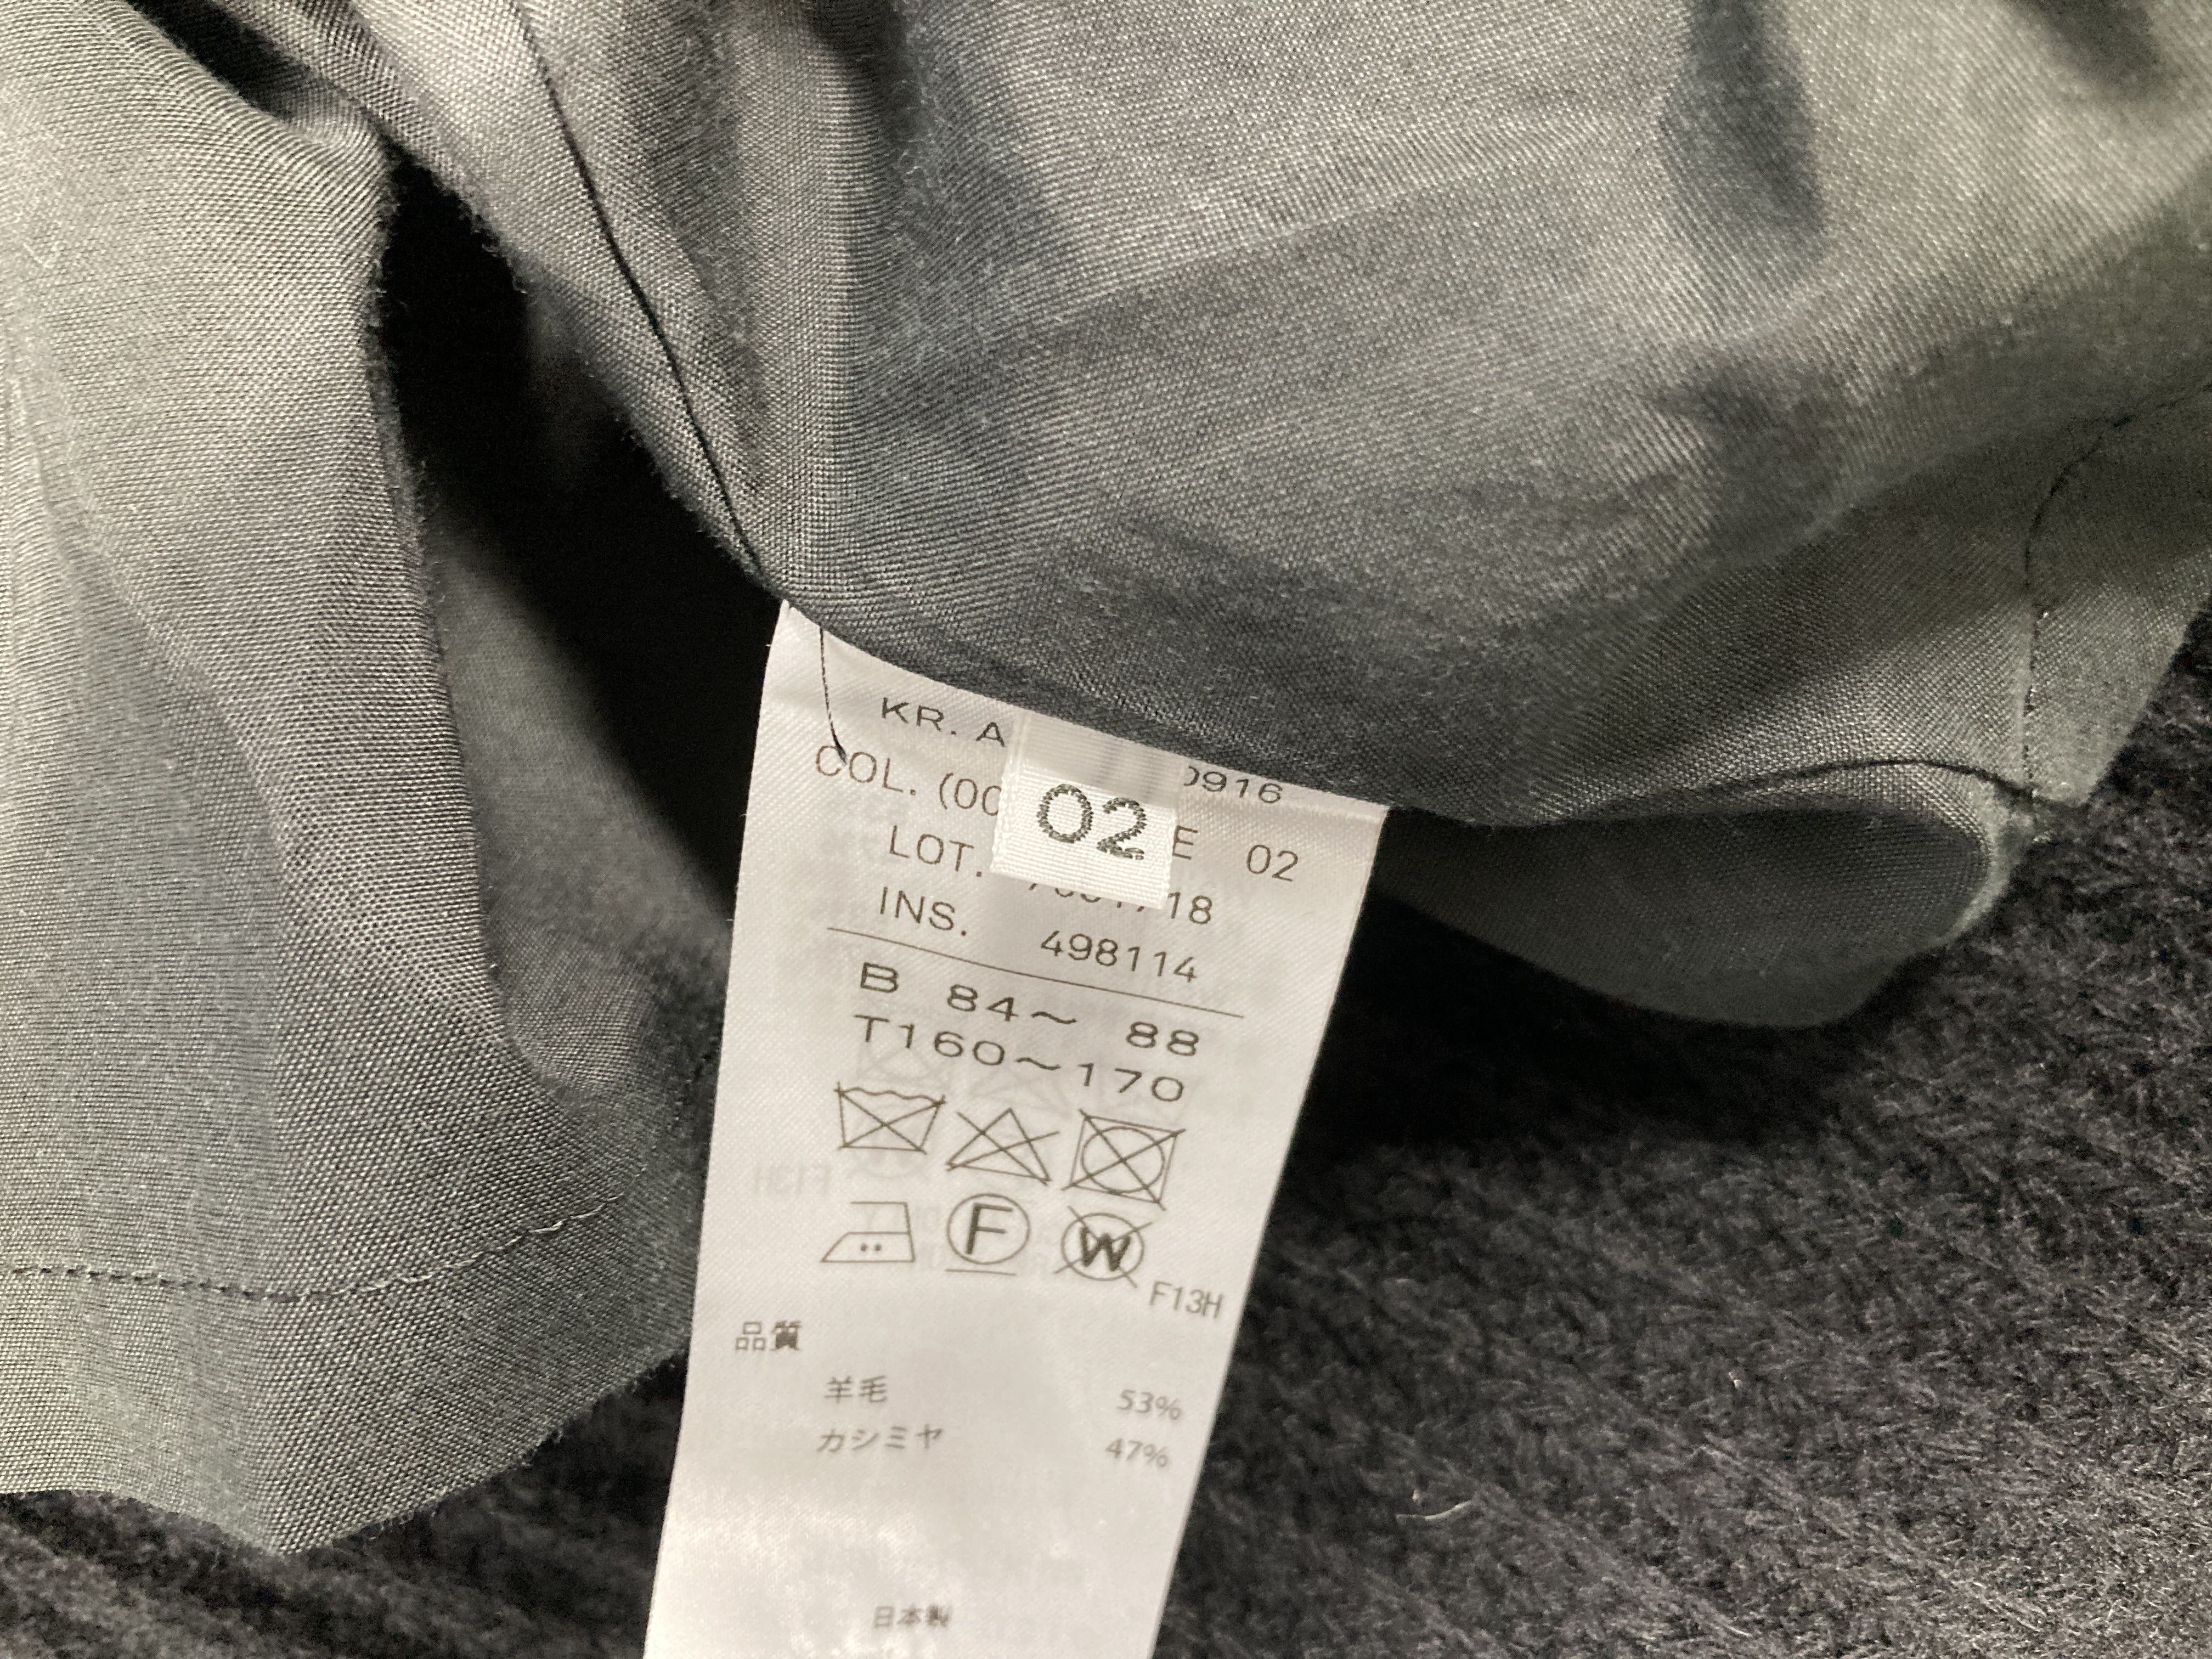 KR. A 0916
COL. (00 E 02
02
LOT. 18
INS. 498114
B 84～ 88
T160～170
F
W
F13H
品質
羊毛 53%
カシミヤ 47%
日本製